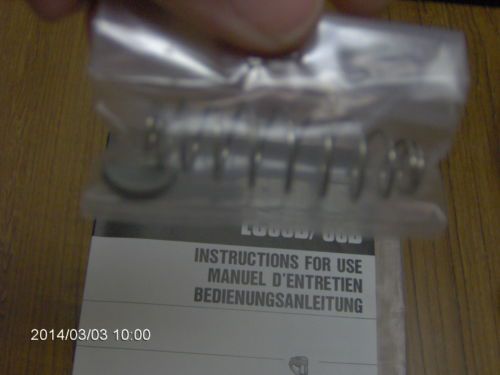 INSTRUCTIONS FOR USE
MANUEL D'ENTRETIEN
BEDIENUNGSANLEITUNG
2014/03/03 10:00